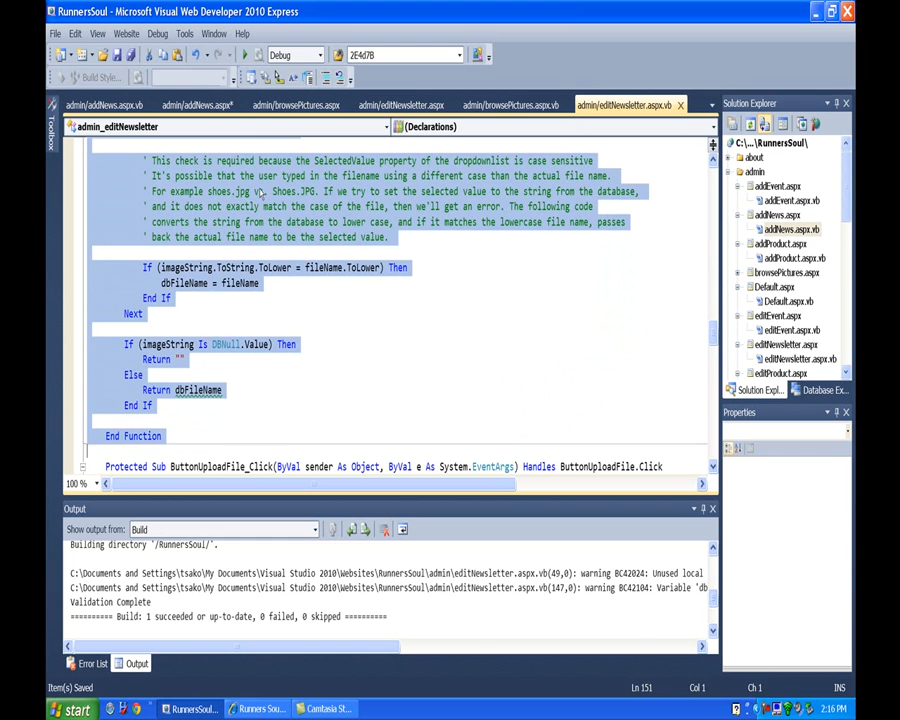 RunnersSoul - Microsoft Visual Web Developer 2010 Express
File Edit View Website Debug Tools Window Help
Debug 2E4d7B
Build Style...
admin/addNews.aspx.vb admin/addNews.aspx* admin/browsePictures.aspx admin/editNewsletter.aspx admin/browsePictures.aspx.vb admin/editNewsletter.aspx.vb
Toolbox
admin_editNewsletter (Declarations)
' This check is required because the SelectedValue property of the dropdownlist is case sensitive
' It's possible that the user typed in the filename using a different case than the actual file name.
' For example shoes.jpg vs. Shoes.JPG. If we try to set the selected value to the string from the database,
' and it does not exactly match the case of the file, then we'll get an error. The following code
' converts the string from the database to lower case, and if it matches the lowercase file name, passes
' back the actual file name to be the selected value.
If (imageString.ToString.ToLower = fileName.ToLower) Then
dbFileName = fileName
End If
Next
If (imageString Is DBNull.Value) Then
Return ""
Else
Return dbFileName
End If
End Function
Protected Sub ButtonUploadFile_Click(ByVal sender As Object, ByVal e As System.EventArgs) Handles ButtonUploadFile.Click
100 %
Output
Show output from: Build
Building directory '/RunnersSoul/'.
C:\Documents and Settings\tsako\My Documents\Visual Studio 2010\Websites\RunnersSoul\admin\editNewsletter.aspx.vb(49,0): warning BC42024: Unused local
C:\Documents and Settings\tsako\My Documents\Visual Studio 2010\Websites\RunnersSoul\admin\editNewsletter.aspx.vb(147,0): warning BC42104: Variable 'db
Validation Complete
========== Build: 1 succeeded or up-to-date, 0 failed, 0 skipped ==========
Error List Output
Solution Explorer
C:\...\RunnersSoul\
about
admin
addEvent.aspx
addEvent.aspx.vb
addNews.aspx
addNews.aspx.vb
addProduct.aspx
addProduct.aspx.vb
browsePictures.aspx
Default.aspx
Default.aspx.vb
editEvent.aspx
editEvent.aspx.vb
editNewsletter.aspx
editNewsletter.aspx.vb
editProduct.aspx
Solution Expl... Database Ex...
Properties
Item(s) Saved Ln 151 Col 1 Ch 1 INS
start RunnersSoul... Runners Sou... Camtasia St... 2:16 PM